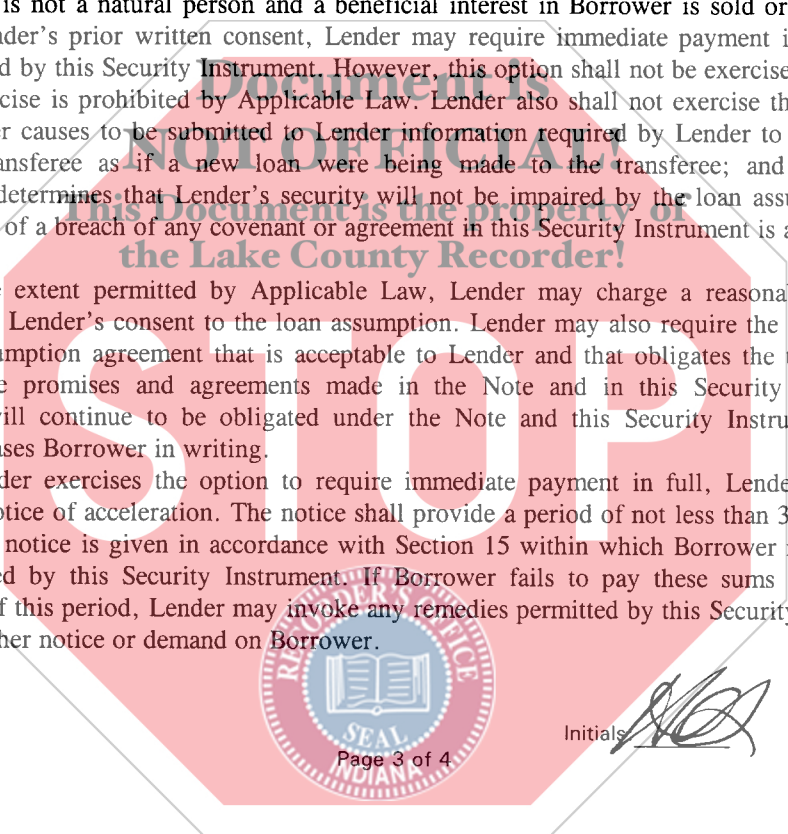 is not a natural person and a beneficial interest in Borrower is sold or
nder's prior written consent, Lender may require immediate payment i
d by this Security Instrument. However, this option shall not be exercise
Document is
cise is prohibited by Applicable Law. Lender also shall not exercise th
r causes to be submitted to Lender information required by Lender to
NOT OFFICIAL!
ansferee as if a new loan were being made to the transferee; and
determines that Lender's security will not be impaired by the loan assu
This Document is the property of
of a breach of any covenant or agreement in this Security Instrument is a
the Lake County Recorder!
e extent permitted by Applicable Law, Lender may charge a reasona
Lender's consent to the loan assumption. Lender may also require the
umption agreement that is acceptable to Lender and that obligates the
e promises and agreements made in the Note and in this Security
will continue to be obligated under the Note and this Security Instru
ases Borrower in writing.
STOP
der exercises the option to require immediate payment in full, Lende
otice of acceleration. The notice shall provide a period of not less than 3
notice is given in accordance with Section 15 within which Borrower
ed by this Security Instrument. If Borrower fails to pay these sums
f this period, Lender may invoke any remedies permitted by this Security
her notice or demand on Borrower.
RECORDER'S OFFICE
SEAL
INDIANA
Initials
Page 3 of 4